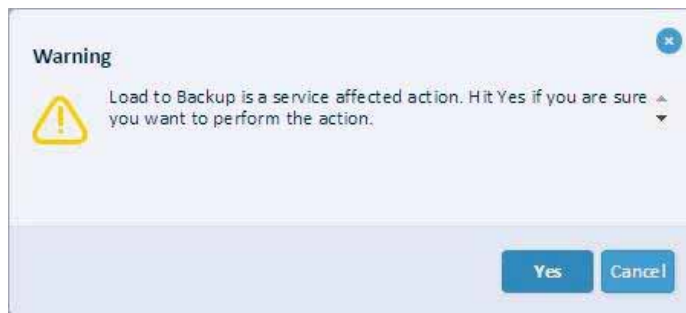 Warning
Load to Backup is a service affected action. Hit Yes if you are sure
you want to perform the action.
Yes
Cancel